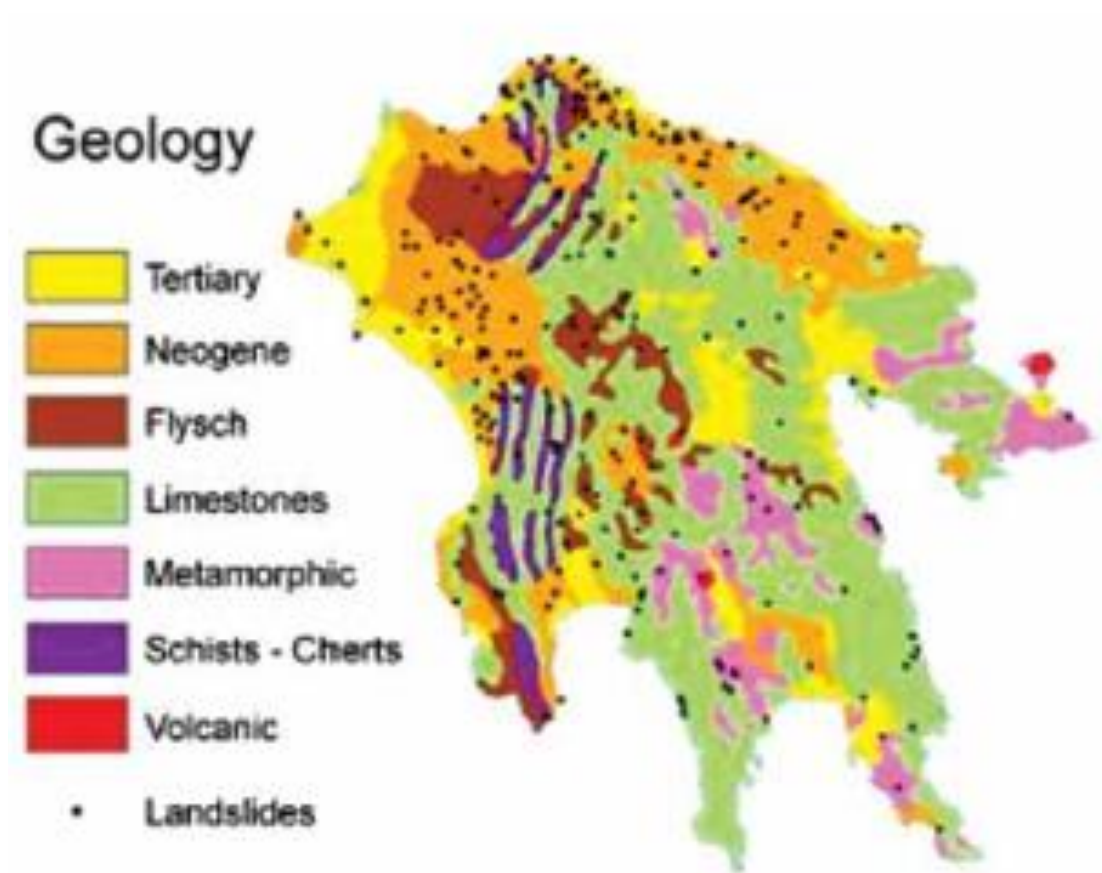 Geology
Tertiary
Neogene
Flysch
Limestones
Metamorphic
Schists - Cherts
Volcanic
Landslides